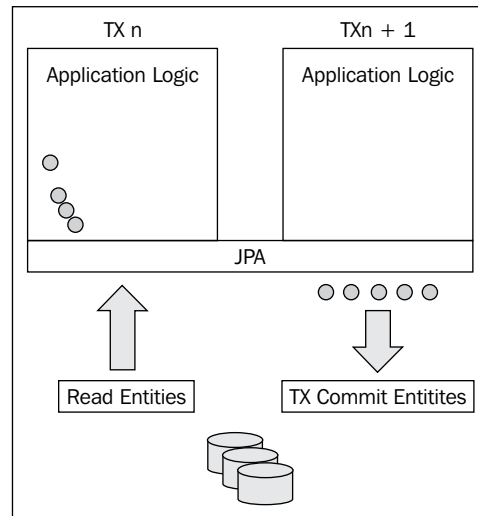 TX n
TXn + 1
Application Logic
Application Logic
JPA
Read Entities
TX Commit Entitites